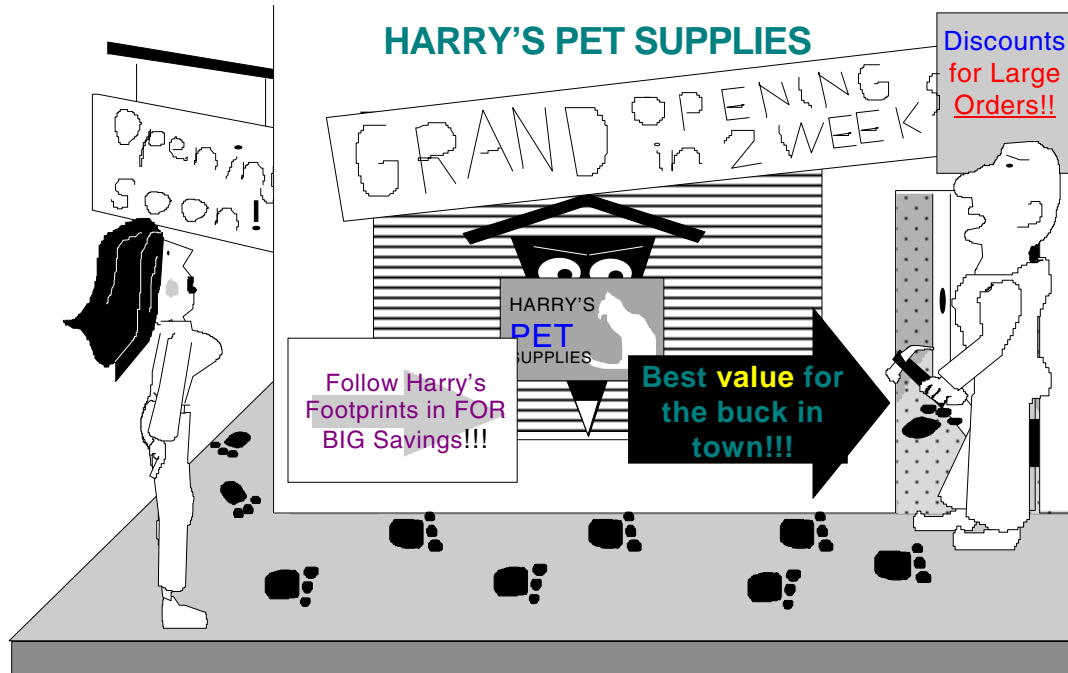 HARRY'S PET SUPPLIES
Discounts
for Large
Orders!!
GRAND OPENING
in 2 WEEKS
Opening
Soon!
HARRY'S
PET
SUPPLIES
Follow Harry's
Footprints in FOR
BIG Savings!!!
Best value for
the buck in
town!!!